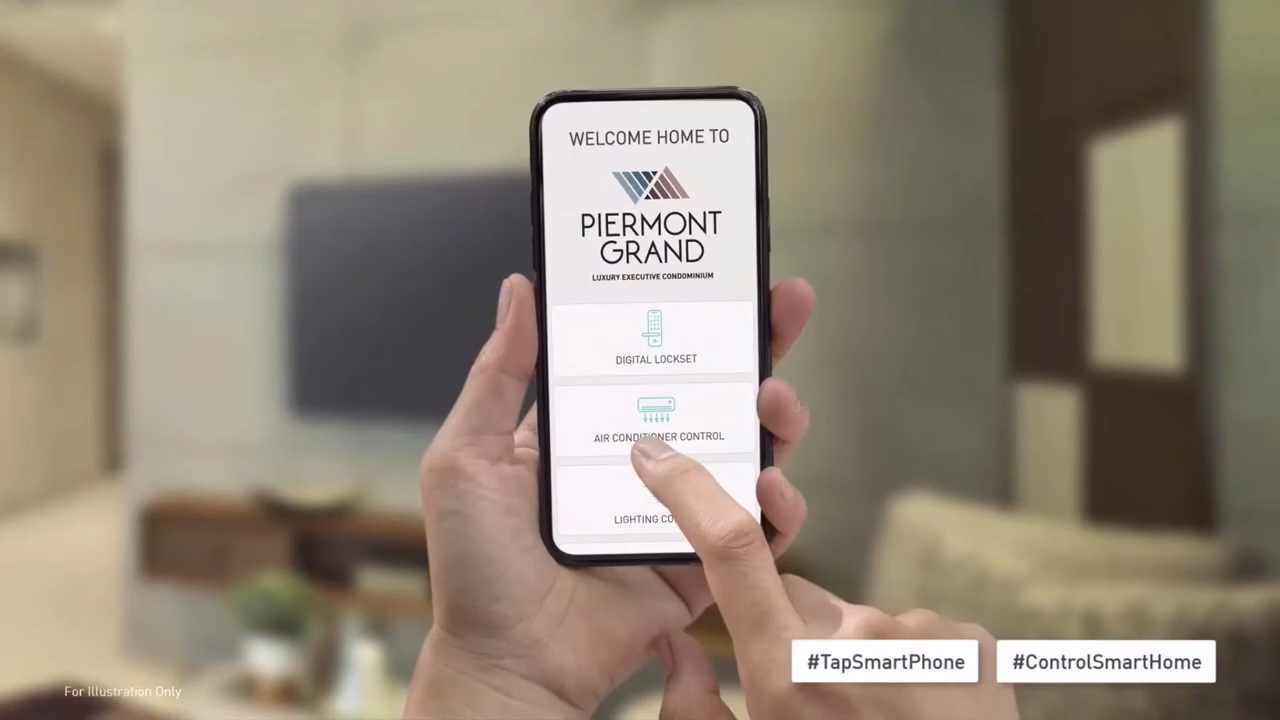 WELCOME HOME TO
PIERMONT
GRAND
LUXURY EXECUTIVE CONDOMINIUM
DIGITAL LOCKSET
AIR CONDITIONER CONTROL
LIGHTING
#TapSmartPhone
#ControlSmartHome
For Illustration Only